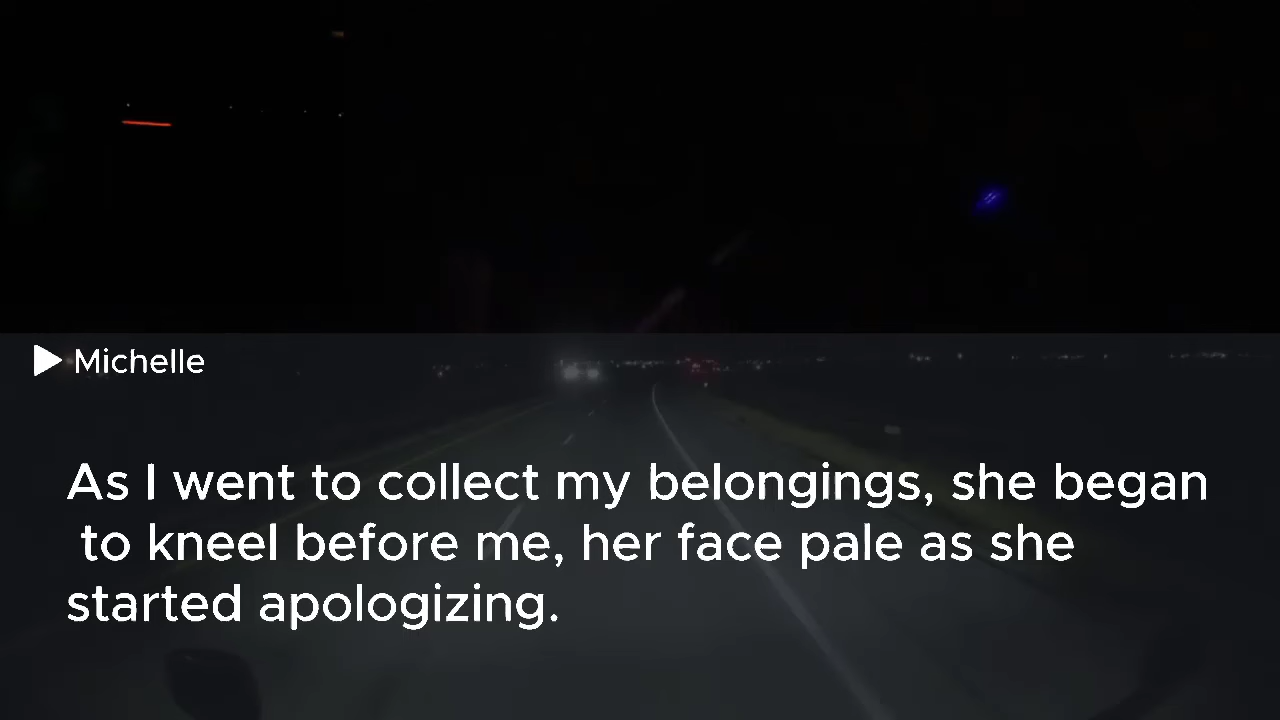 Michelle
As I went to collect my belongings, she began
to kneel before me, her face pale as she
started apologizing.